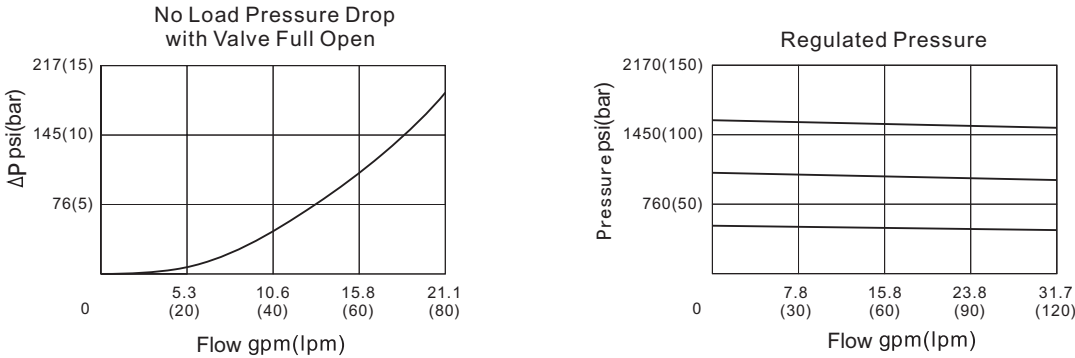 No Load Pressure Drop
with Valve Full Open
217(15)
145(10)
76(5)
0
ΔP psi(bar)
5.3 10.6 15.8 21.1
(20) (40) (60) (80)
Flow gpm(lpm)
Regulated Pressure
2170(150)
1450(100)
760(50)
0
Pressure psi(bar)
7.8 15.8 23.8 31.7
(30) (60) (90) (120)
Flow gpm(lpm)